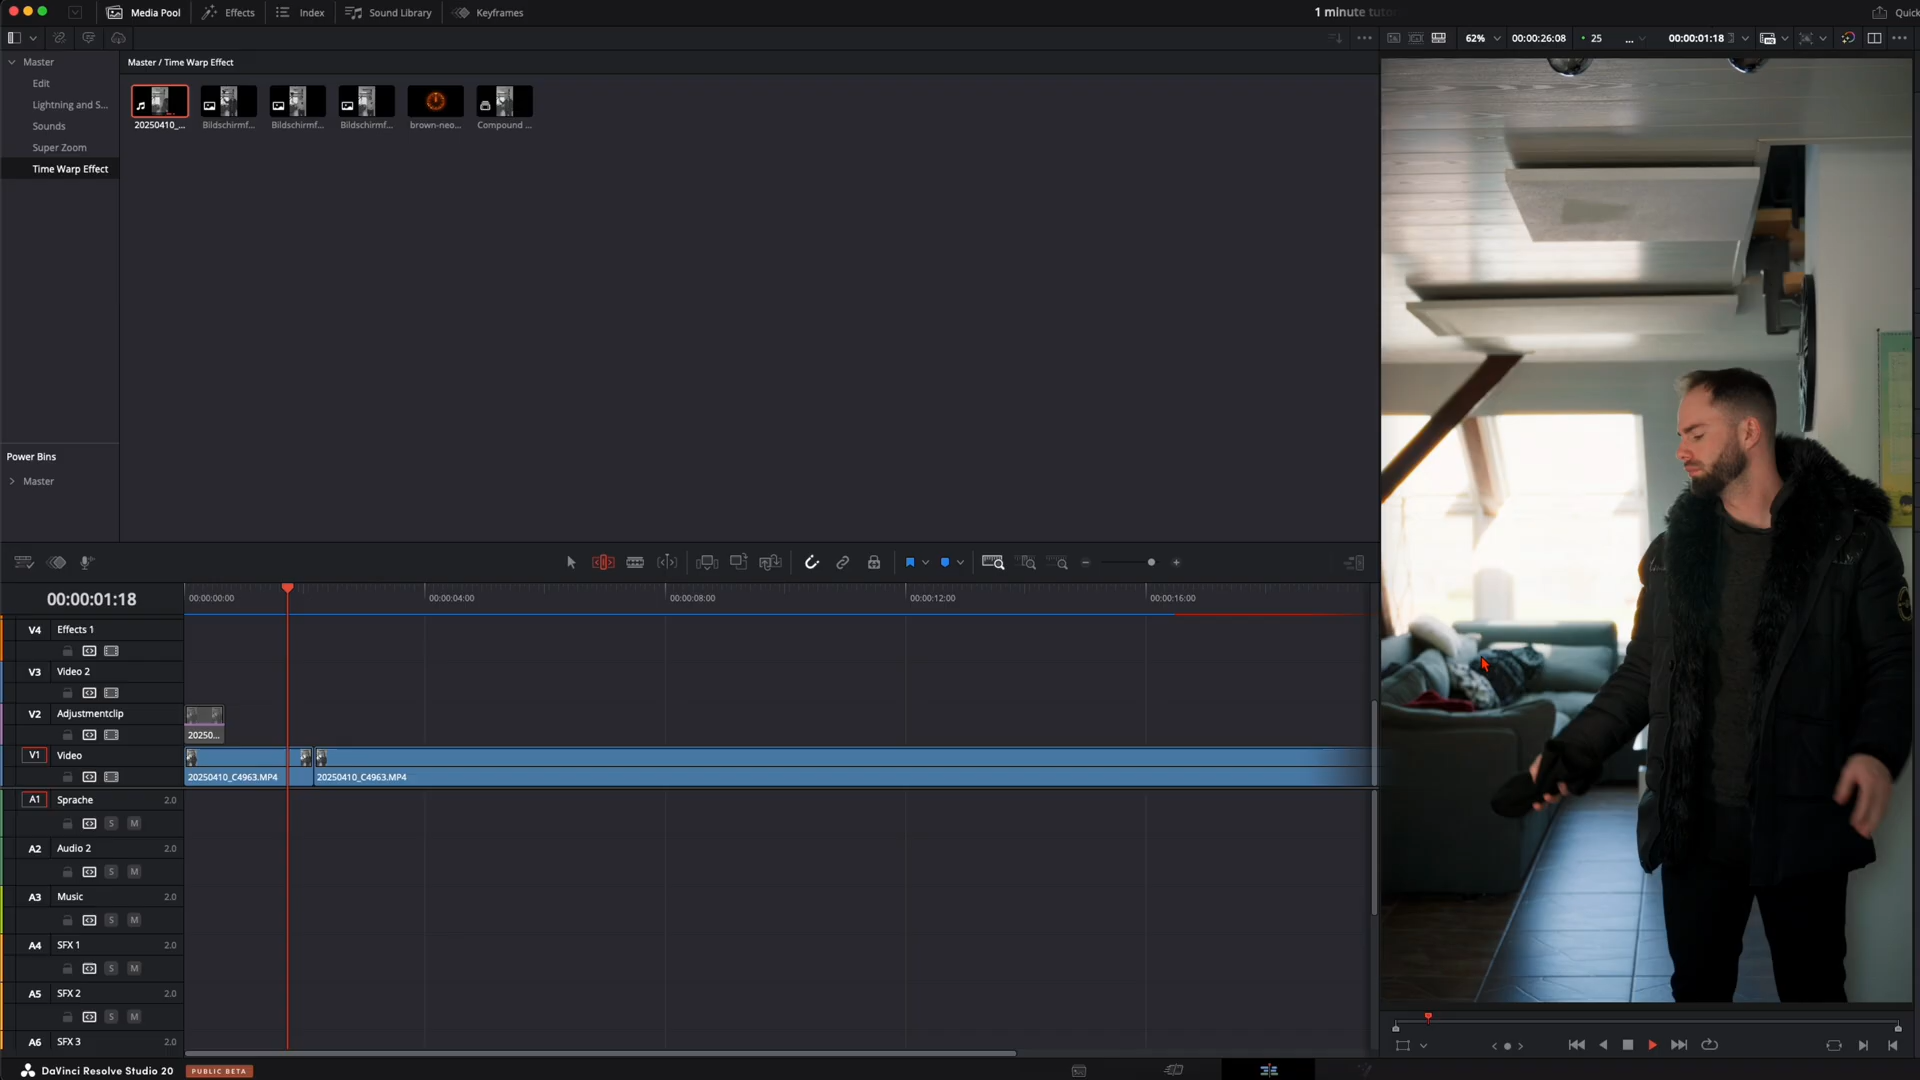 Media Pool Effects Index Sound Library Keyframes 1 minute tuto Quick
62% 00:00:26:08 25 ... 00:00:01:18
Master
Edit
Lightning and S...
Sounds
Super Zoom
Time Warp Effect
Master / Time Warp Effect
20250410_... Bildschirmf... Bildschirmf... Bildschirmf... brown-neo... Compound ...
Power Bins
Master
00:00:01:18
00:00:00:00 00:00:04:00 00:00:08:00 00:00:12:00 00:00:16:00
V4 Effects 1
V3 Video 2
V2 Adjustmentclip
20250...
V1 Video
20250410_C4963.MP4 20250410_C4963.MP4
A1 Sprache 2.0
S M
A2 Audio 2 2.0
S M
A3 Music 2.0
S M
A4 SFX 1 2.0
S M
A5 SFX 2 2.0
S M
A6 SFX 3 2.0
DaVinci Resolve Studio 20 PUBLIC BETA